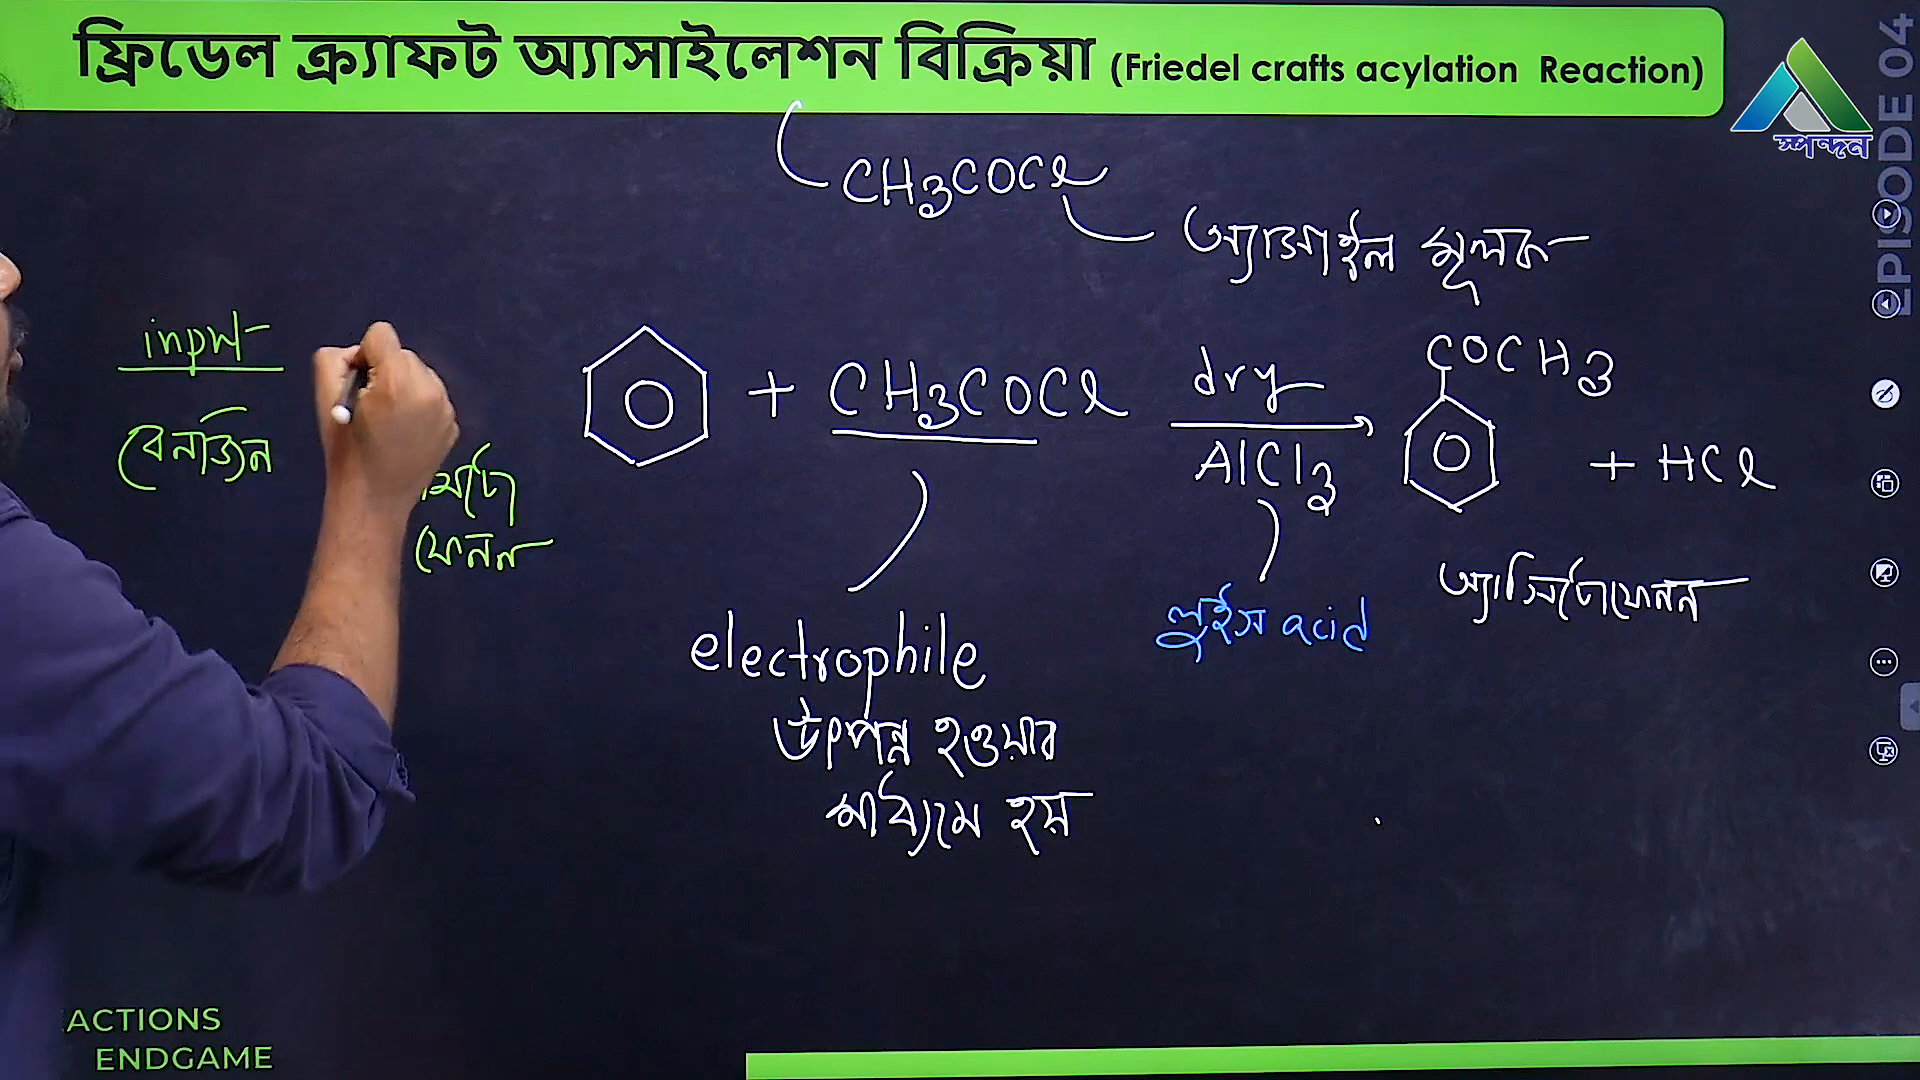 ফ্রিডেল ক্র্যাফট অ্যাসাইলেশন বিক্রিয়া (Friedel crafts acylation Reaction)
EPISODE 04
স্পন্দন
CH3COCl
অ্যাসাইল মূলক
input
বেনজিন
ফেনন
+ CH3COCl
dry
AlCl3
COCH3
+ HCl
লুইস acid
অ্যাসিটোফেনন
electrophile
উৎপন্ন হওয়ার
মাধ্যমে হয়
ACTIONS
ENDGAME